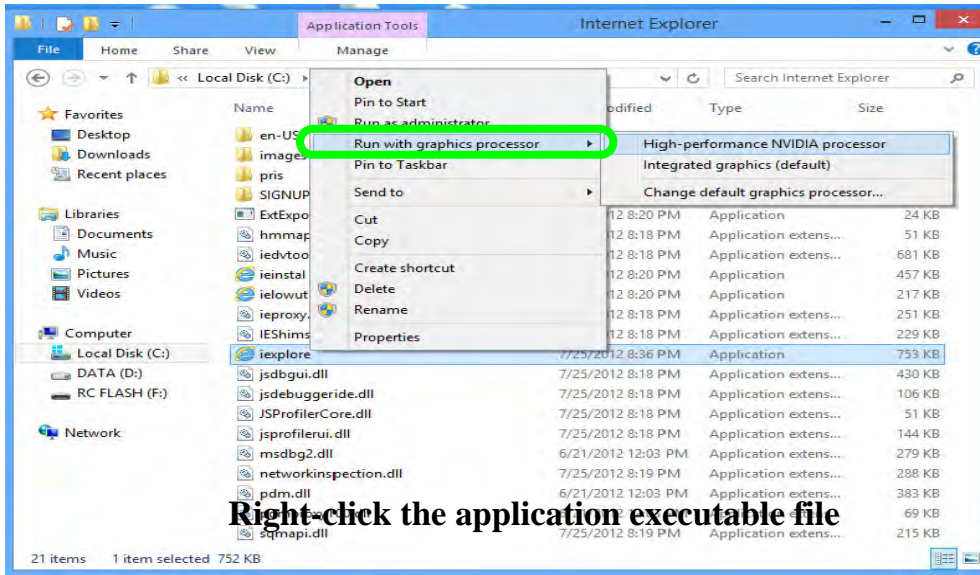 Application Tools
Internet Explorer
File Home Share View Manage
« Local Disk (C:)
Search Internet Explorer
Favorites
Desktop
Downloads
Recent places
Libraries
Documents
Music
Pictures
Videos
Computer
Local Disk (C:)
DATA (D:)
RC FLASH (F:)
Network
Open
Pin to Start
Run as administrator
Run with graphics processor
Pin to Taskbar
Send to
Cut
Copy
Create shortcut
Delete
Rename
Properties
High-performance NVIDIA processor
Integrated graphics (default)
Change default graphics processor...
Name Type Size
en-US
images
pris
SIGNUP
ExtExpo 12 8:20 PM Application 24 KB
hmmap 12 8:18 PM Application extens... 51 KB
iedvtoo 12 8:18 PM Application extens... 681 KB
ieinstal 12 8:20 PM Application 457 KB
ielowut 12 8:20 PM Application 217 KB
ieproxy. 12 8:18 PM Application extens... 251 KB
IEShims 12 8:18 PM Application extens... 229 KB
iexplore 7/25/2012 8:36 PM Application 753 KB
jsdbgui.dll 7/25/2012 8:18 PM Application extens... 430 KB
jsdebuggeride.dll 7/25/2012 8:18 PM Application extens... 106 KB
JSProfilerCore.dll 7/25/2012 8:18 PM Application extens... 51 KB
jsprofilerui.dll 7/25/2012 8:18 PM Application extens... 144 KB
msdbg2.dll 6/21/2012 12:03 PM Application extens... 279 KB
networkinspection.dll 7/25/2012 8:19 PM Application extens... 288 KB
pdm.dll 6/21/2012 12:03 PM Application extens... 383 KB
69 KB
sqmapi.dll 7/25/2012 8:19 PM Application extens... 215 KB
Right-click the application executable file
21 items 1 item selected 752 KB